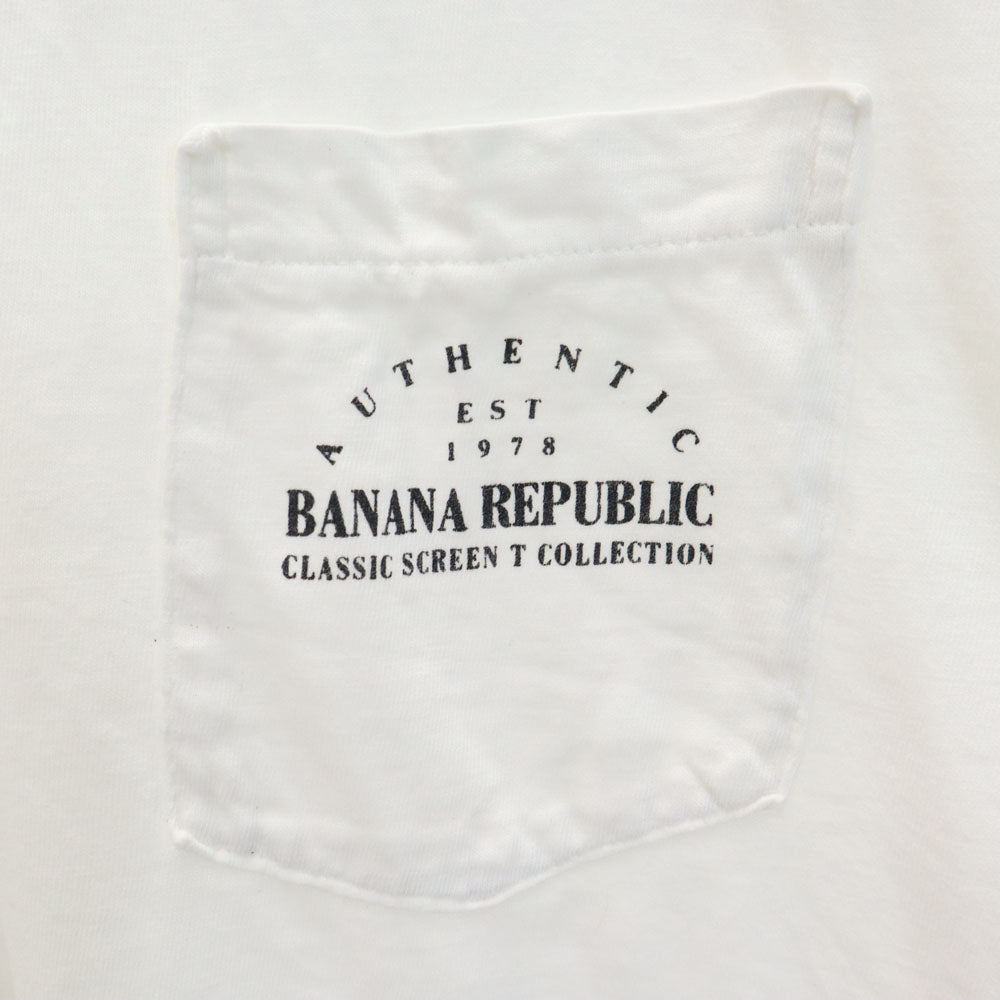 AUTHENTIC
EST
1978
BANANA REPUBLIC
CLASSIC SCREEN T COLLECTION